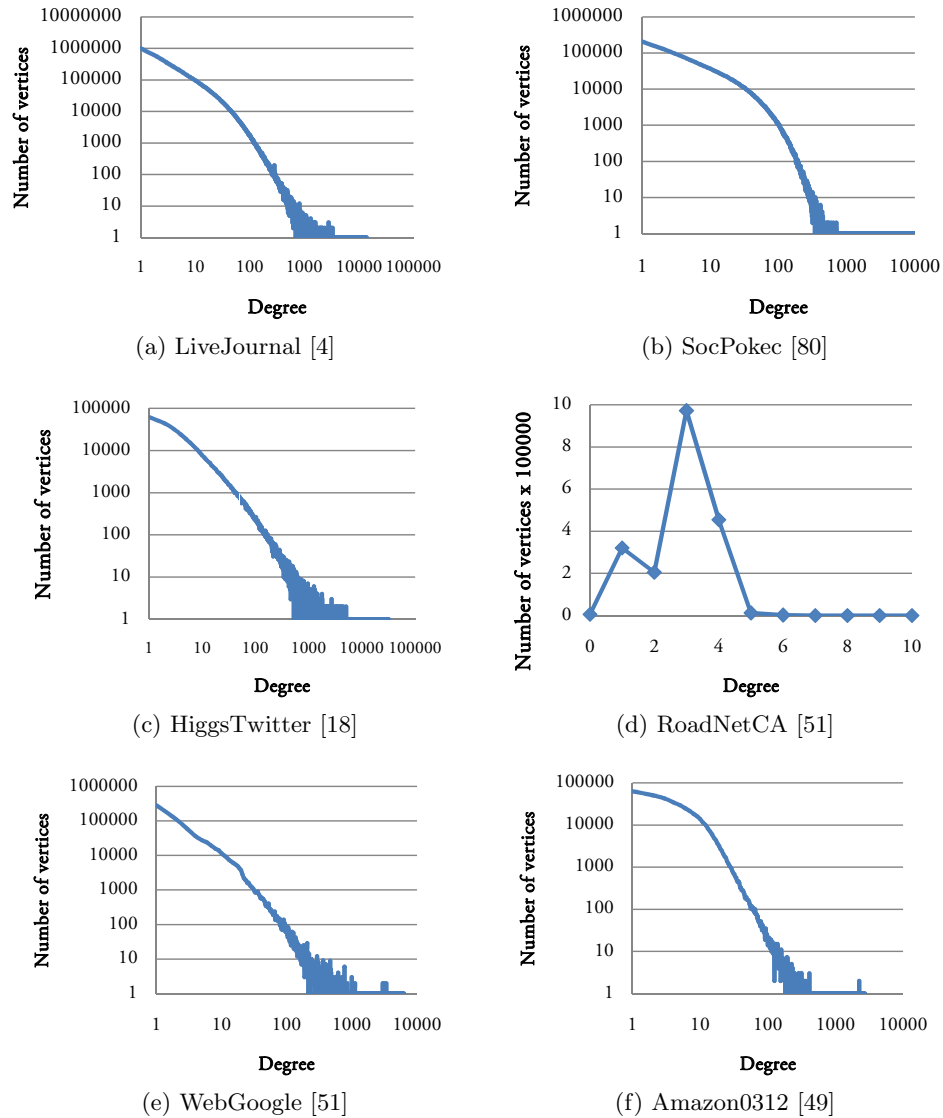 10000000
1000000
100000
10000
1000
100
10
1
1 10 100 1000 10000 100000
Number of vertices
Degree
(a) LiveJournal [4]
1000000
100000
10000
1000
100
10
1
1 10 100 1000 10000
Number of vertices
Degree
(b) SocPokec [80]
100000
10000
1000
100
10
1
1 10 100 1000 10000 100000
Number of vertices
Degree
(c) HiggsTwitter [18]
10
8
6
4
2
0
0 2 4 6 8 10
Number of vertices x 100000
Degree
(d) RoadNetCA [51]
1000000
100000
10000
1000
100
10
1
1 10 100 1000 10000
Number of vertices
Degree
(e) WebGoogle [51]
100000
10000
1000
100
10
1
1 10 100 1000 10000
Number of vertices
Degree
(f) Amazon0312 [49]